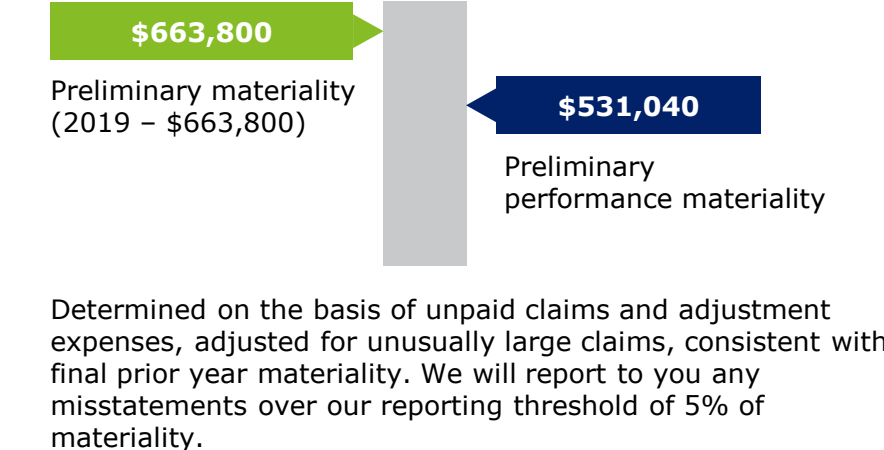 $663,800
Preliminary materiality
(2019 – $663,800)
$531,040
Preliminary
performance materiality
Determined on the basis of unpaid claims and adjustment
expenses, adjusted for unusually large claims, consistent with
final prior year materiality. We will report to you any
misstatements over our reporting threshold of 5% of
materiality.